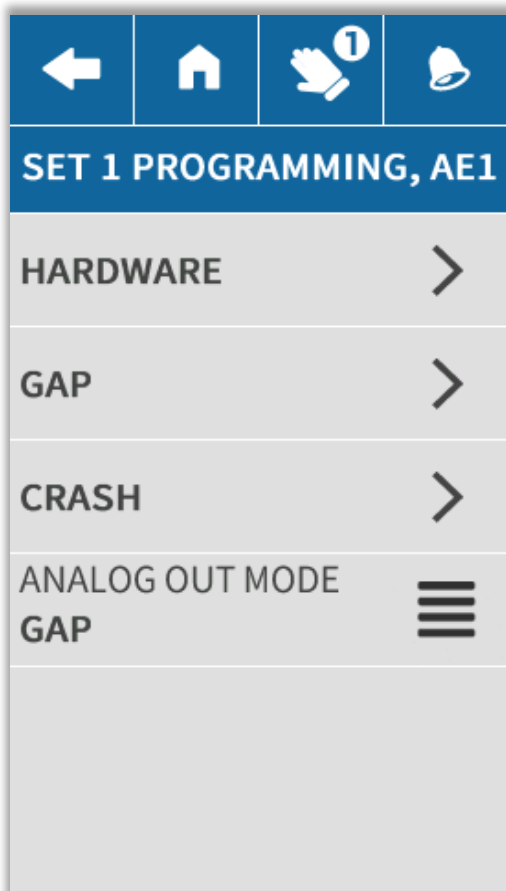 1
SET 1 PROGRAMMING, AE1
HARDWARE
GAP
CRASH
ANALOG OUT MODE
GAP